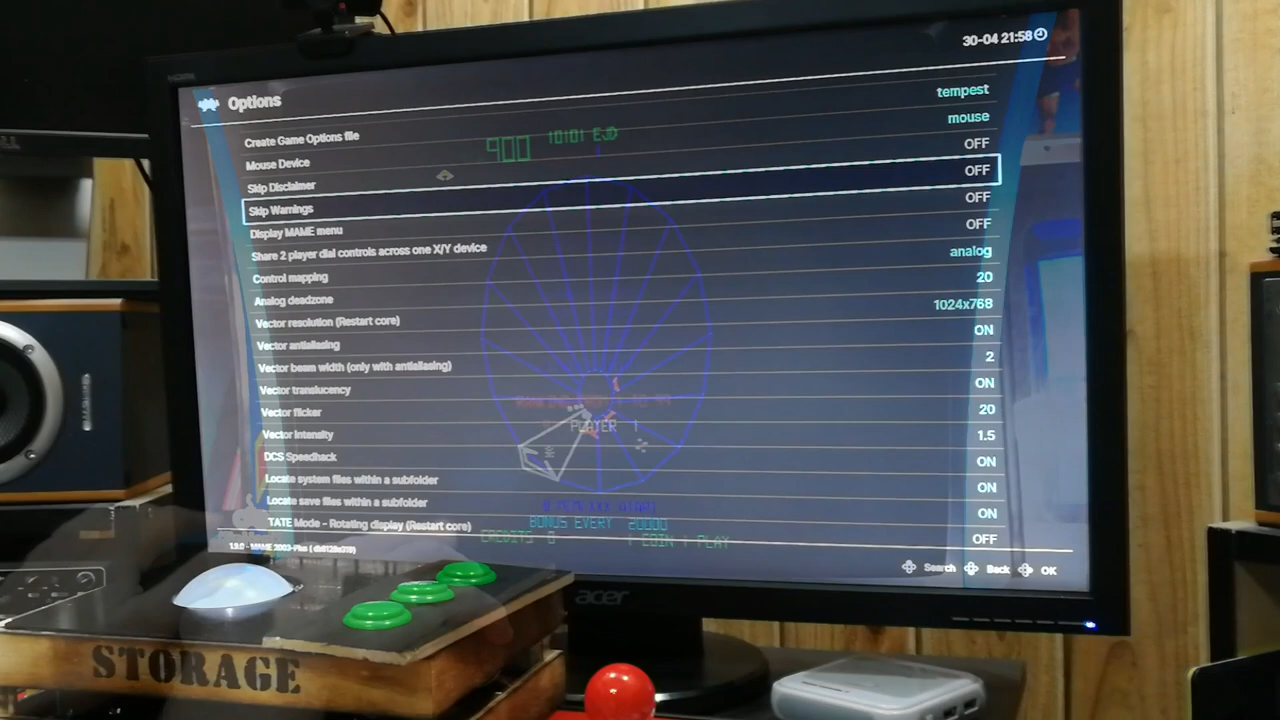 HDMI
30-04 21:58
Options
Create Game Options file tempest
Mouse Device mouse
Skip Disclaimer OFF
Skip Warnings OFF
Display MAME menu OFF
Share 2 player dial controls across one X/Y device OFF
Control mapping analog
Analog deadzone 20
Vector resolution (Restart core) 1024x768
Vector antialiasing ON
Vector beam width (only with antialiasing) 2
Vector translucency ON
Vector flicker 20
Vector intensity 1.5
DCS Speedhack ON
Locate system files within a subfolder ON
Locate save files within a subfolder ON
TATE Mode - Rotating display (Restart core) OFF
900 10101 EJD
PLAYER 1
BONUS EVERY 20000
CREDITS 0 1 COIN 1 PLAY
Search Back OK
acer
STORAGE